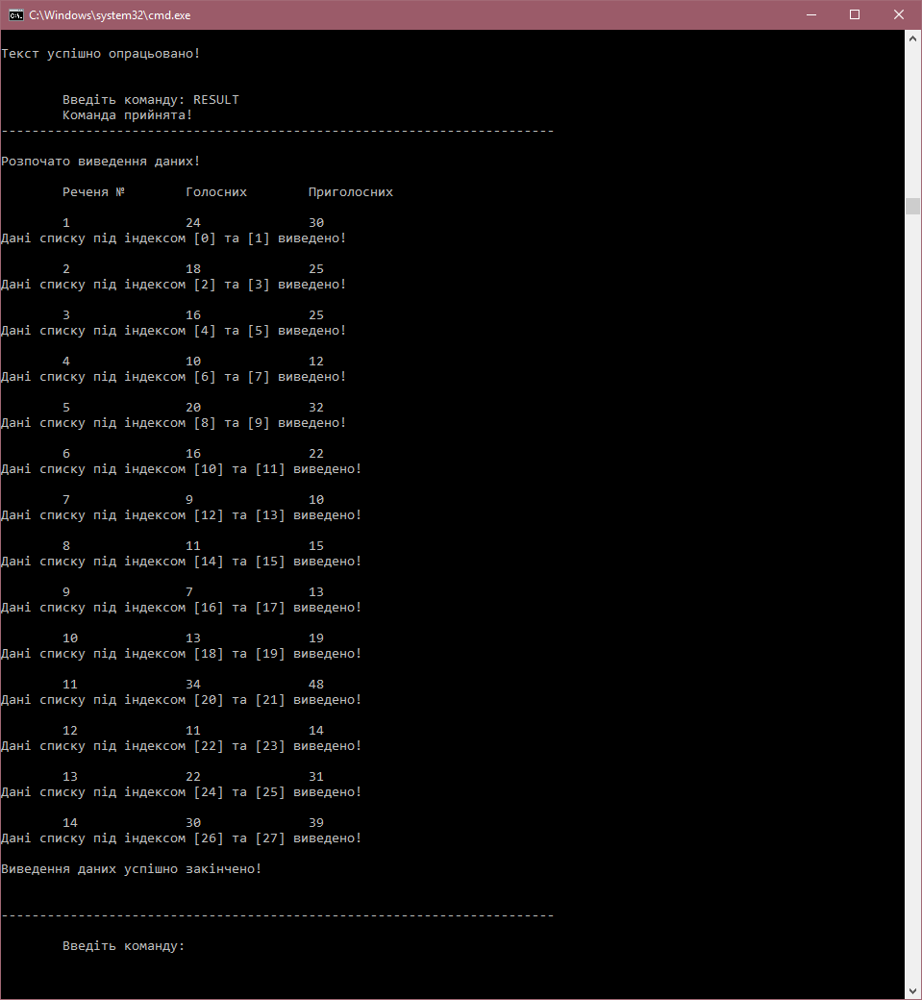 C:\Windows\system32\cmd.exe
Текст успішно опрацьовано!
Введіть команду: RESULT
Команда прийнята!
------------------------------------------------------------------------
Розпочато виведення даних!
Реченя № Голосних Приголосних
1 24 30
Дані списку під індексом [0] та [1] виведено!
2 18 25
Дані списку під індексом [2] та [3] виведено!
3 16 25
Дані списку під індексом [4] та [5] виведено!
4 10 12
Дані списку під індексом [6] та [7] виведено!
5 20 32
Дані списку під індексом [8] та [9] виведено!
6 16 22
Дані списку під індексом [10] та [11] виведено!
7 9 10
Дані списку під індексом [12] та [13] виведено!
8 11 15
Дані списку під індексом [14] та [15] виведено!
9 7 13
Дані списку під індексом [16] та [17] виведено!
10 13 19
Дані списку під індексом [18] та [19] виведено!
11 34 48
Дані списку під індексом [20] та [21] виведено!
12 11 14
Дані списку під індексом [22] та [23] виведено!
13 22 31
Дані списку під індексом [24] та [25] виведено!
14 30 39
Дані списку під індексом [26] та [27] виведено!
Виведення даних успішно закінчено!
------------------------------------------------------------------------
Введіть команду: